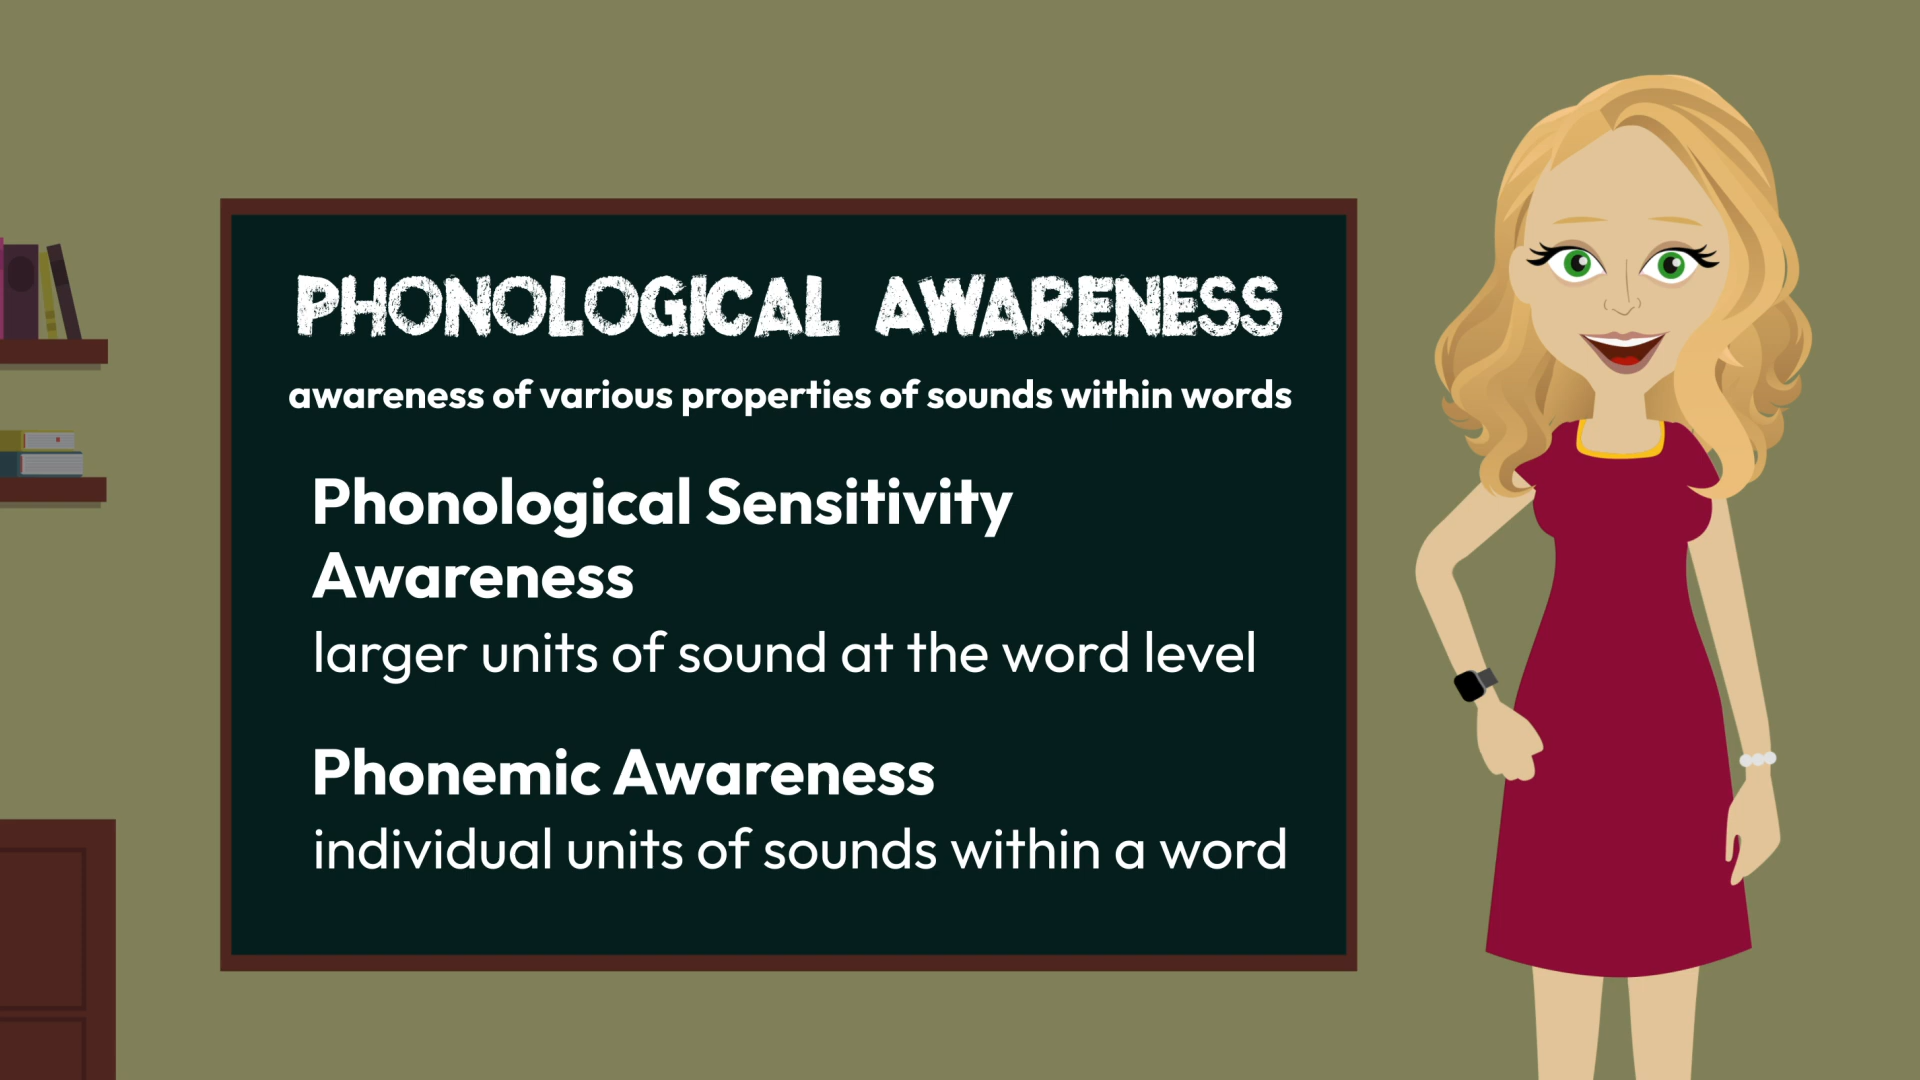 PHONOLOGICAL AWARENESS
awareness of various properties of sounds within words
Phonological Sensitivity
Awareness
larger units of sound at the word level
Phonemic Awareness
individual units of sounds within a word